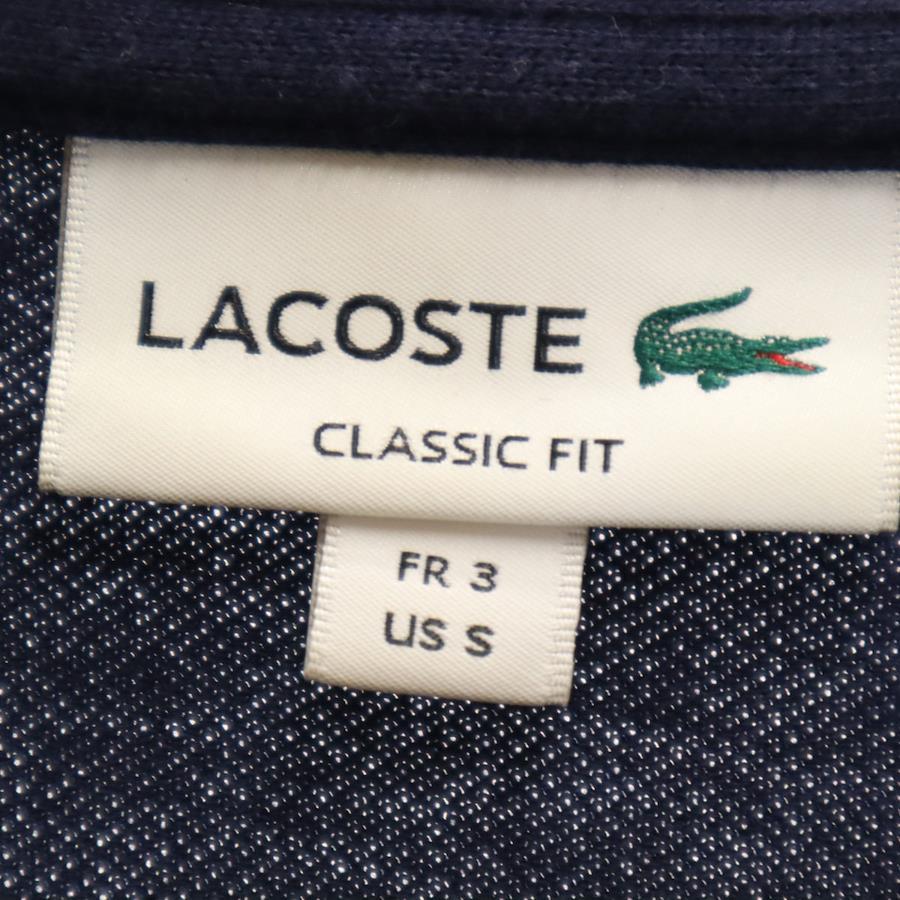 LACOSTE
CLASSIC FIT
FR 3
US S